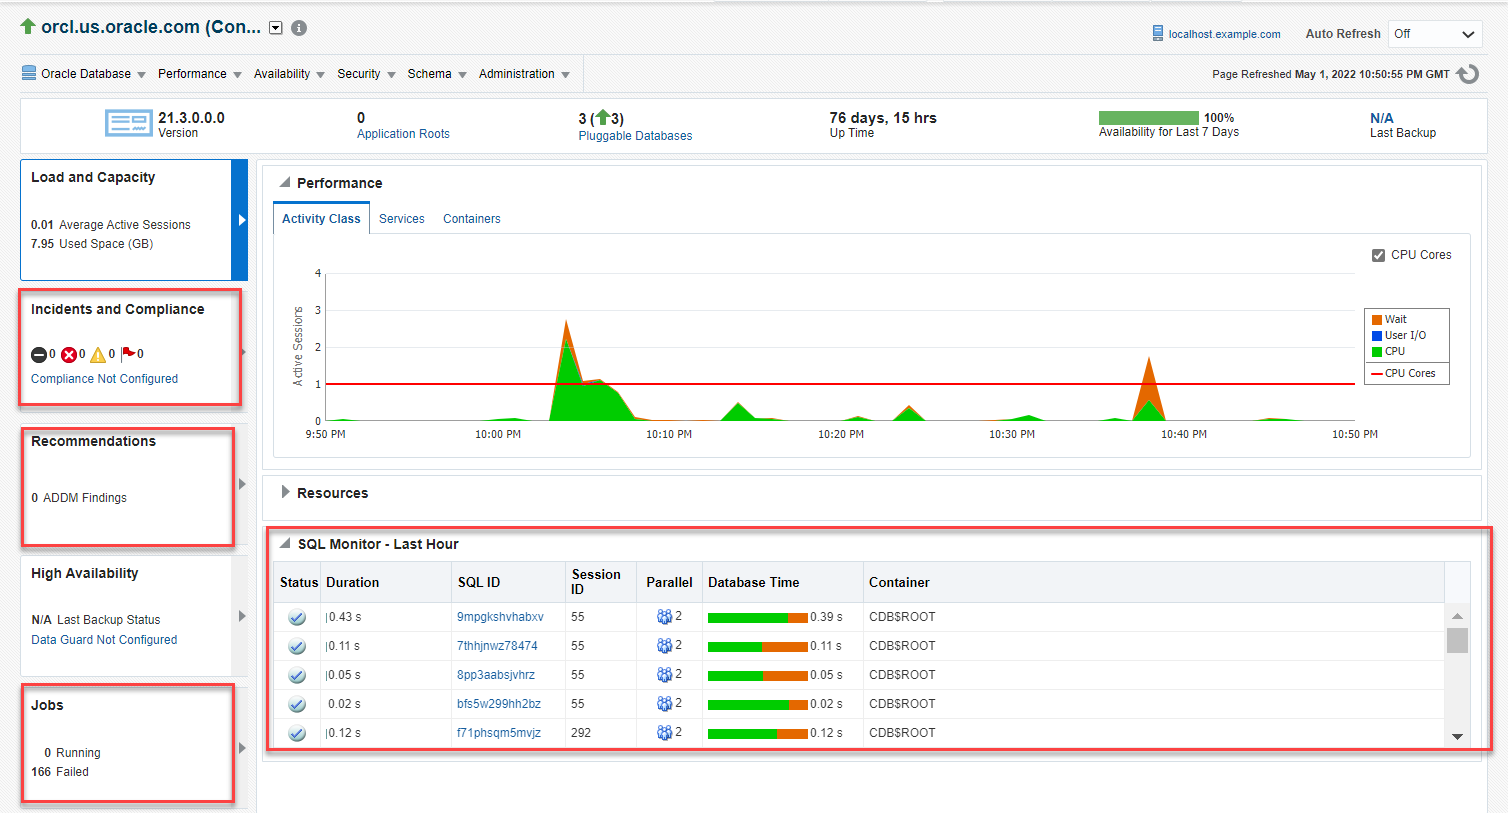 orcl.us.oracle.com (Con...
localhost.example.com
Auto Refresh Off
Oracle Database Performance Availability Security Schema Administration
Page Refreshed May 1, 2022 10:50:55 PM GMT
21.3.0.0.0
Version
0
Application Roots
3 (3)
Pluggable Databases
76 days, 15 hrs
Up Time
100%
Availability for Last 7 Days
N/A
Last Backup
Load and Capacity
0.01 Average Active Sessions
7.95 Used Space (GB)
Incidents and Compliance
0 0 0 0
Compliance Not Configured
Recommendations
0 ADDM Findings
High Availability
N/A Last Backup Status
Data Guard Not Configured
Jobs
0 Running
166 Failed
Performance
Activity Class Services Containers
CPU Cores
Active Sessions
4
3
2
1
0
9:50 PM 10:00 PM 10:10 PM 10:20 PM 10:30 PM 10:40 PM 10:50 PM
Wait
User I/O
CPU
CPU Cores
Resources
SQL Monitor - Last Hour
Status Duration SQL ID Session ID Parallel Database Time Container
0.43 s 9mpgkshvhabxv 55 2 0.39 s CDB$ROOT
0.11 s 7thhjnwz78474 55 2 0.11 s CDB$ROOT
0.05 s 8pp3aabsjvhrz 55 2 0.05 s CDB$ROOT
0.02 s bfs5w299hh2bz 55 2 0.02 s CDB$ROOT
0.12 s f71phsqm5mvjz 292 2 0.12 s CDB$ROOT